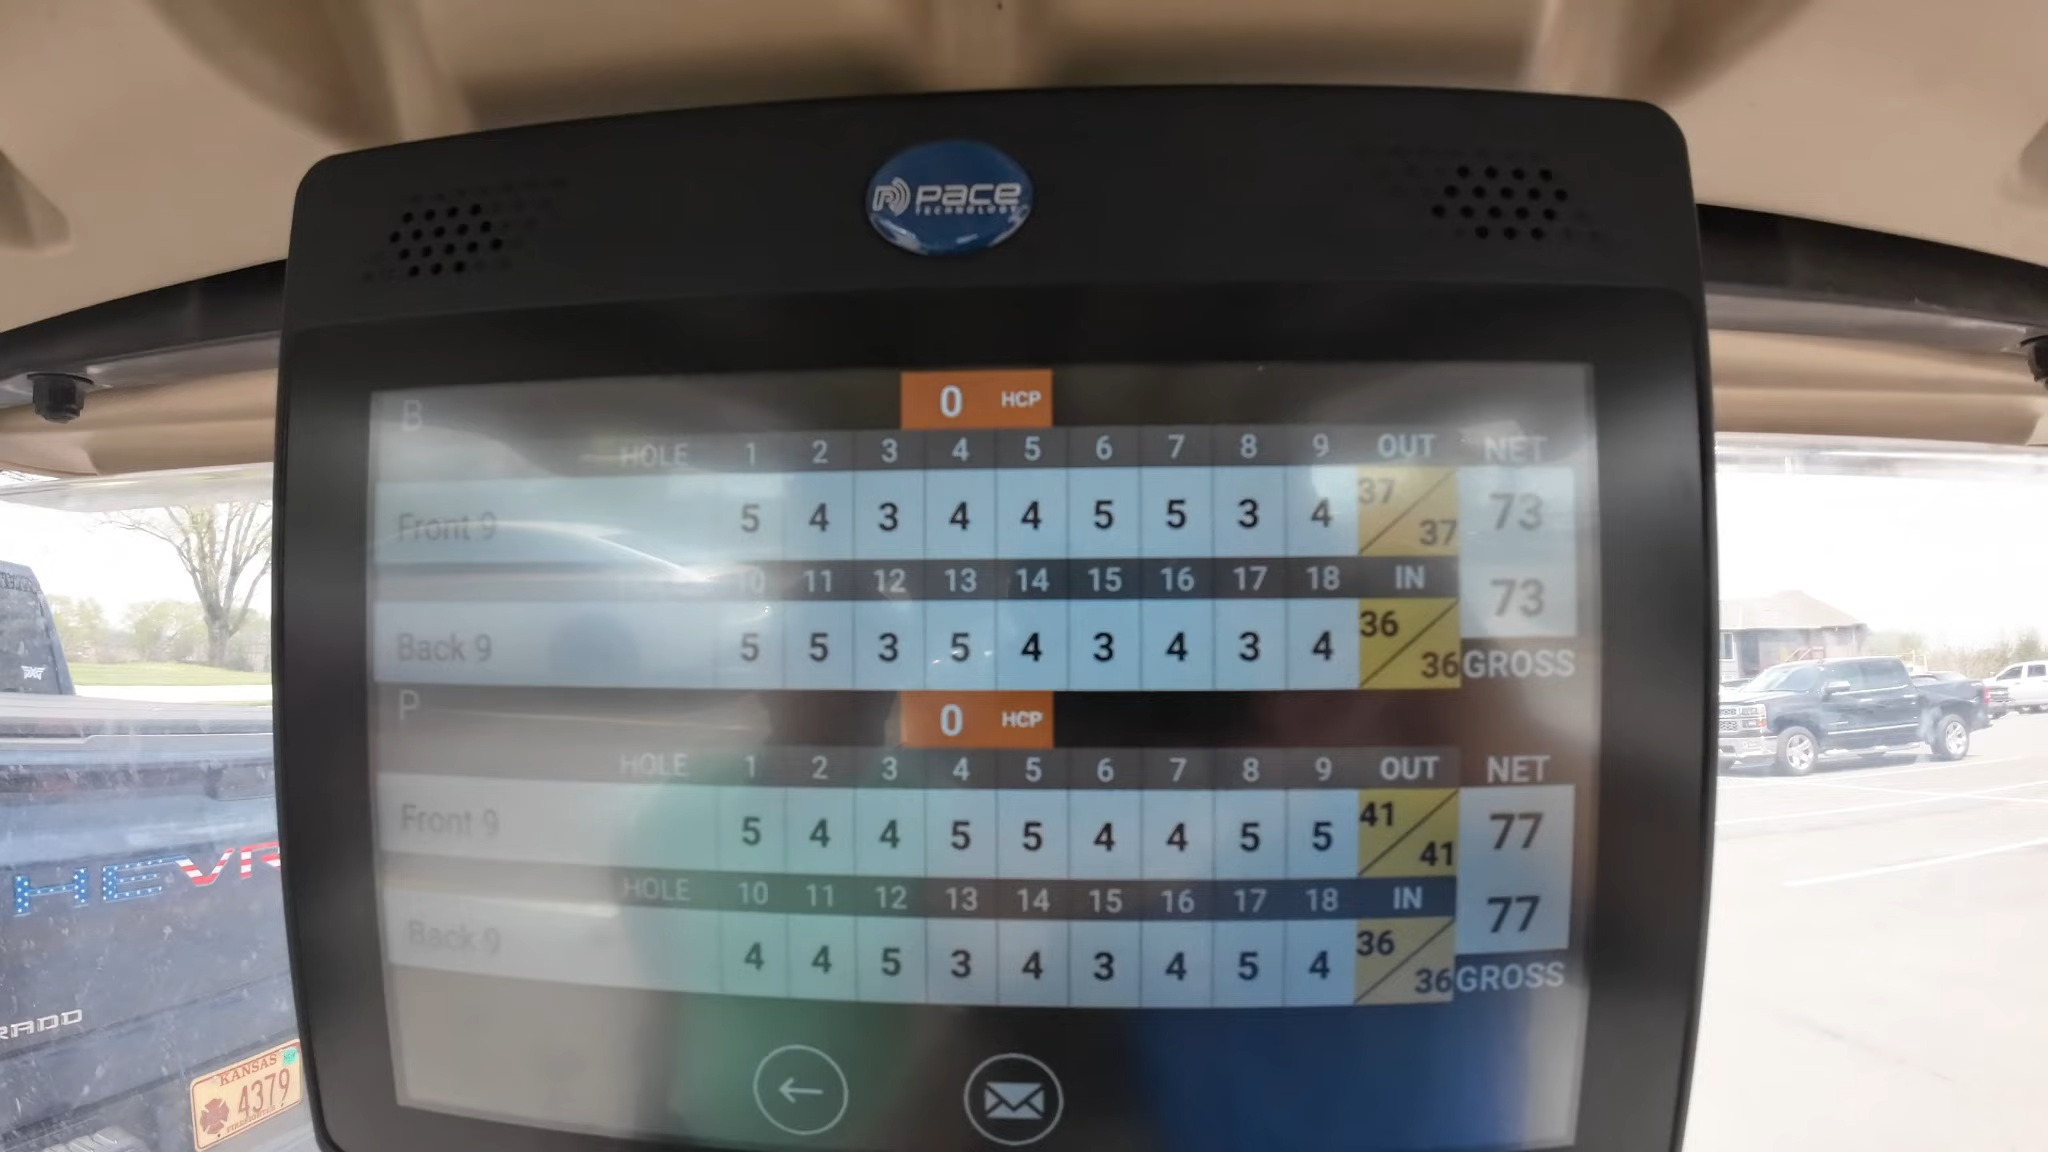 Pace
TECHNOLOGY
B
0 HCP
HOLE 1 2 3 4 5 6 7 8 9 OUT NET
Front 9 5 4 3 4 4 5 5 3 4 37 37 73
10 11 12 13 14 15 16 17 18 IN 73
Back 9 5 5 3 5 4 3 4 3 4 36 36 GROSS
P
0 HCP
HOLE 1 2 3 4 5 6 7 8 9 OUT NET
Front 9 5 4 4 5 5 4 4 5 5 41 41 77
HOLE 10 11 12 13 14 15 16 17 18 IN 77
Back 9 4 4 5 3 4 3 4 5 4 36 36 GROSS
HEVR
RADO
KANSAS
4379
PXG